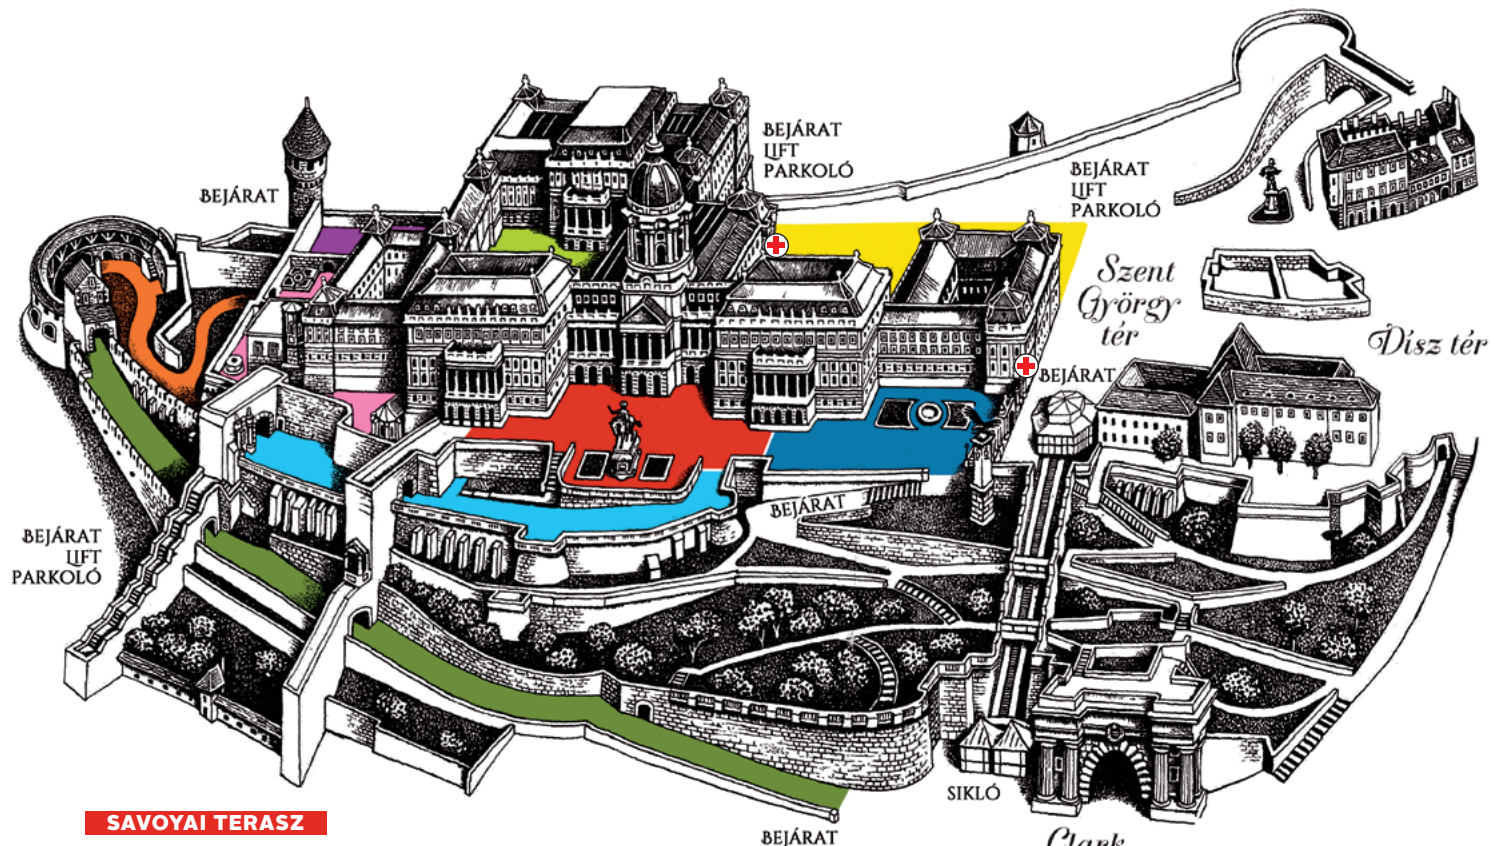 BEJÁRAT
LIFT
PARKOLÓ
BEJÁRAT
LIFT
PARKOLÓ
BEJÁRAT
Szent
György
tér
Dísz tér
BEJÁRAT
BEJÁRAT
BEJÁRAT
LIFT
PARKOLÓ
SIKLÓ
SAVOYAI TERASZ
BEJÁRAT
Clark